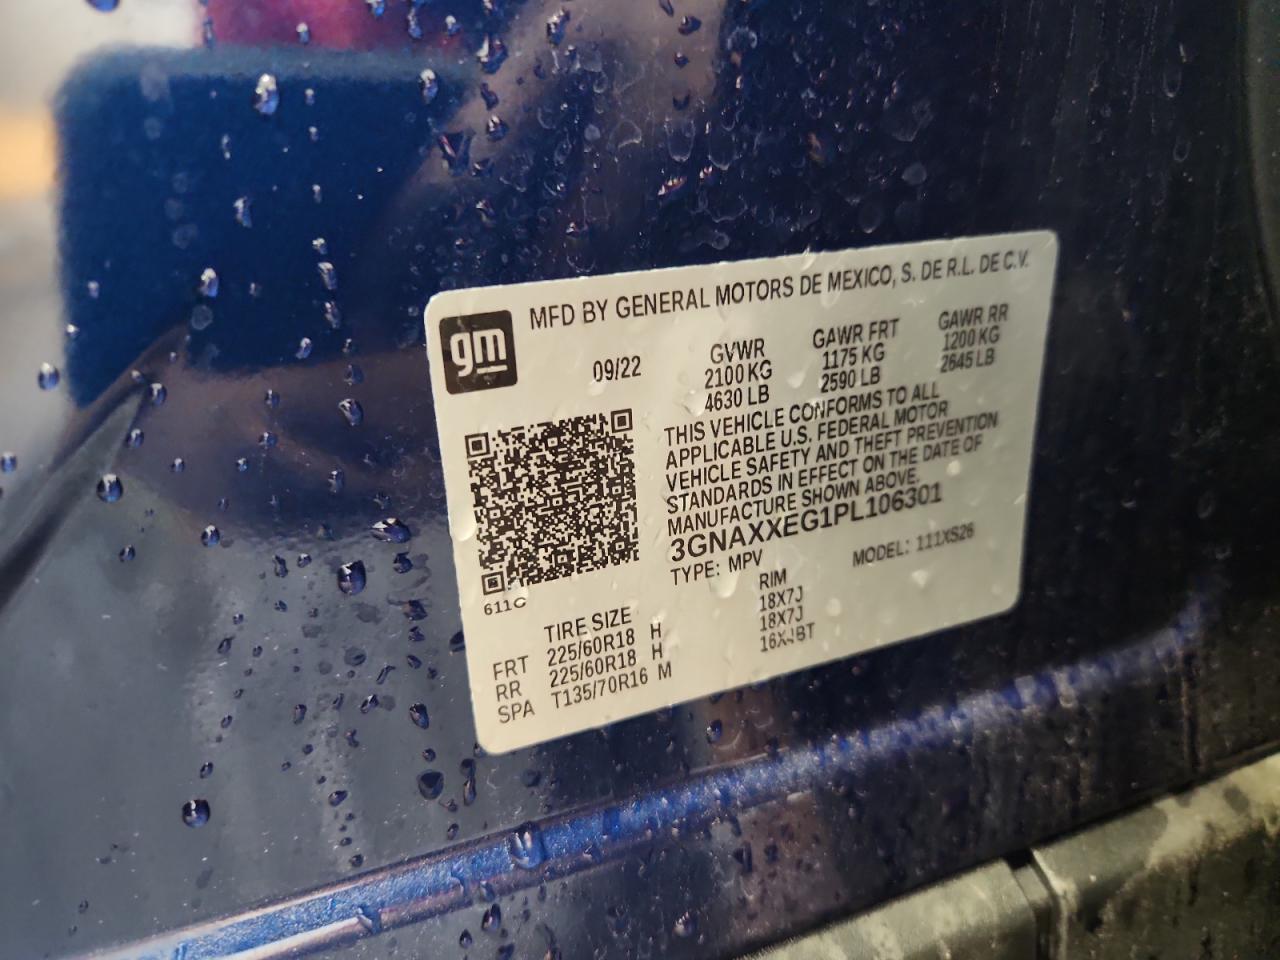 gm
MFD BY GENERAL MOTORS DE MEXICO, S. DE R.L. DE C.V.
09/22
GVWR GAWR FRT GAWR RR
2100 KG 1175 KG 1200 KG
4630 LB 2590 LB 2645 LB
THIS VEHICLE CONFORMS TO ALL
APPLICABLE U.S. FEDERAL MOTOR
VEHICLE SAFETY AND THEFT PREVENTION
STANDARDS IN EFFECT ON THE DATE OF
MANUFACTURE SHOWN ABOVE.
3GNAXXEG1PL106301
TYPE: MPV MODEL: 111XS26
611C
TIRE SIZE RIM
FRT 225/60R18 H 18X7J
RR 225/60R18 H 18X7J
SPA T135/70R16 M 16X4BT